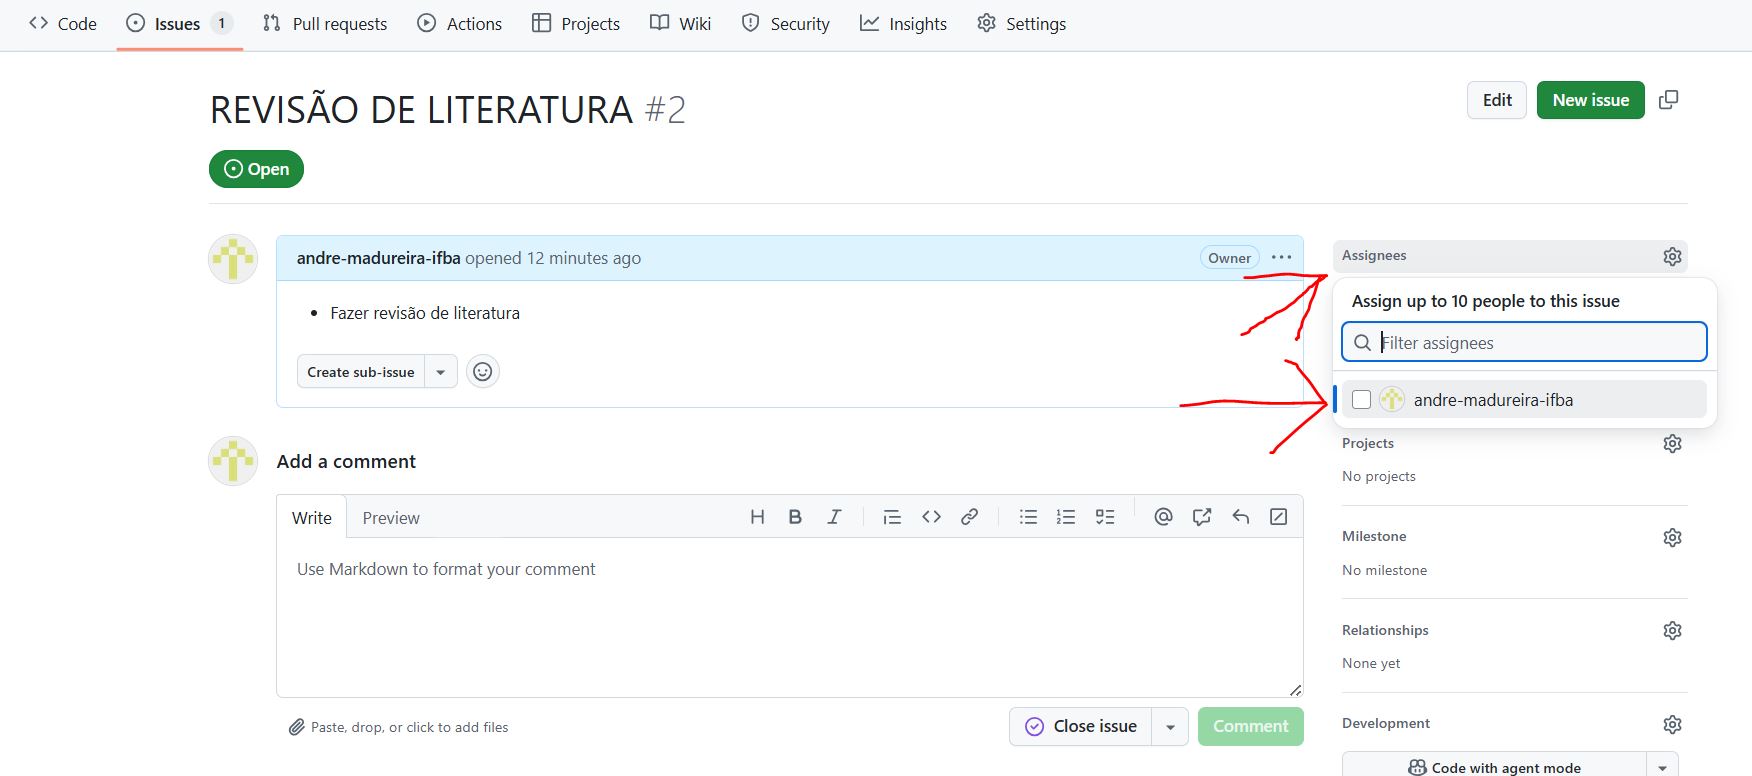 Code Issues 1 Pull requests Actions Projects Wiki Security Insights Settings
REVISÃO DE LITERATURA #2
Edit New issue
Open
andre-madureira-ifba opened 12 minutes ago Owner
Fazer revisão de literatura
Create sub-issue
Add a comment
Write Preview
Use Markdown to format your comment
Paste, drop, or click to add files
Close issue Comment
Assignees
Assign up to 10 people to this issue
Filter assignees
andre-madureira-ifba
Projects
No projects
Milestone
No milestone
Relationships
None yet
Development
Code with agent mode